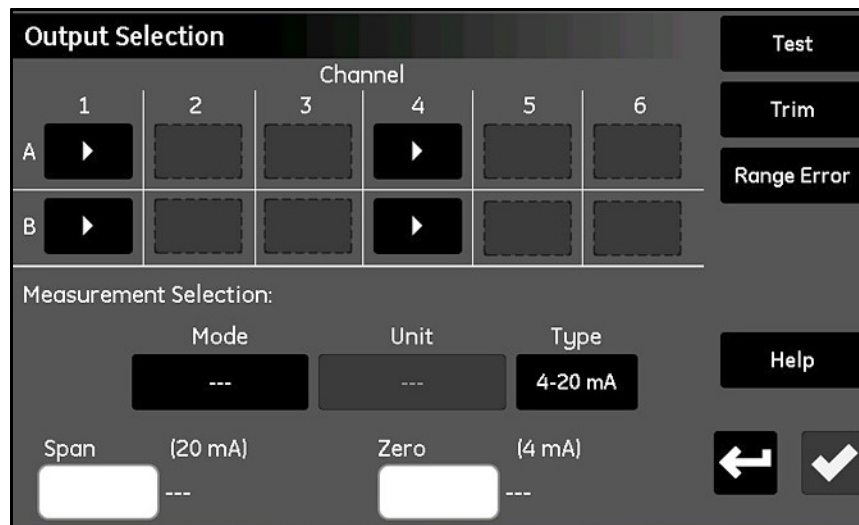 Output Selection
Test
Channel
1 2 3 4 5 6
Trim
A
Range Error
B
Measurement Selection:
Mode Unit Type
--- --- 4-20 mA
Help
Span (20 mA) Zero (4 mA)
--- ---